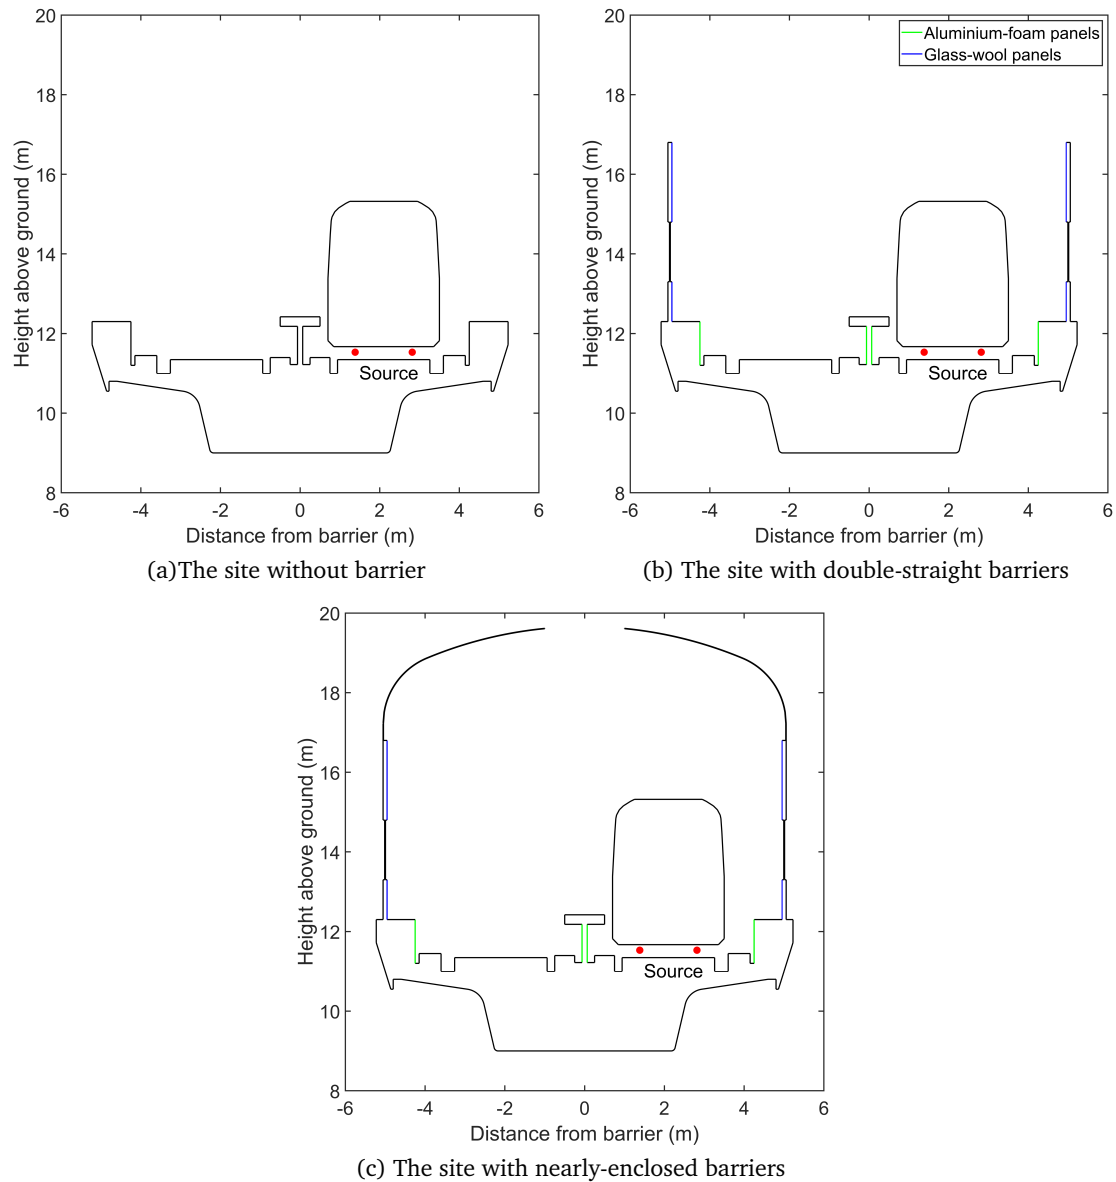 20
18
16
14
12
10
8
-6 -4 -2 0 2 4 6
Height above ground (m)
Source
Distance from barrier (m)
(a)The site without barrier
20
18
16
14
12
10
8
-6 -4 -2 0 2 4 6
Height above ground (m)
Aluminium-foam panels
Glass-wool panels
Source
Distance from barrier (m)
(b) The site with double-straight barriers
20
18
16
14
12
10
8
-6 -4 -2 0 2 4 6
Height above ground (m)
Source
Distance from barrier (m)
(c) The site with nearly-enclosed barriers